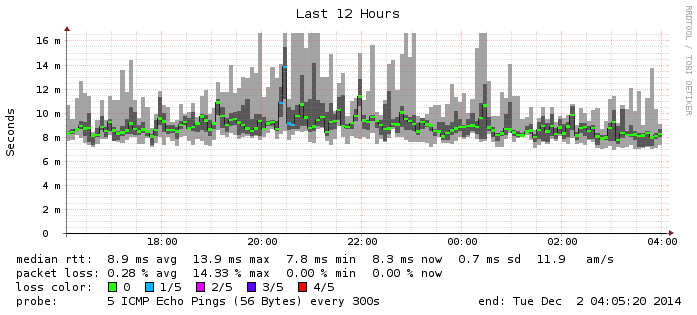 Last 12 Hours
RRDTOOL / TOBI OETIKER
Seconds
16 m
14 m
12 m
10 m
8 m
6 m
4 m
2 m
0
18:00 20:00 22:00 00:00 02:00 04:00
median rtt: 8.9 ms avg 13.9 ms max 7.8 ms min 8.3 ms now 0.7 ms sd 11.9 am/s
packet loss: 0.28 % avg 14.33 % max 0.00 % min 0.00 % now
loss color: 0 1/5 2/5 3/5 4/5
probe: 5 ICMP Echo Pings (56 Bytes) every 300s end: Tue Dec 2 04:05:20 2014